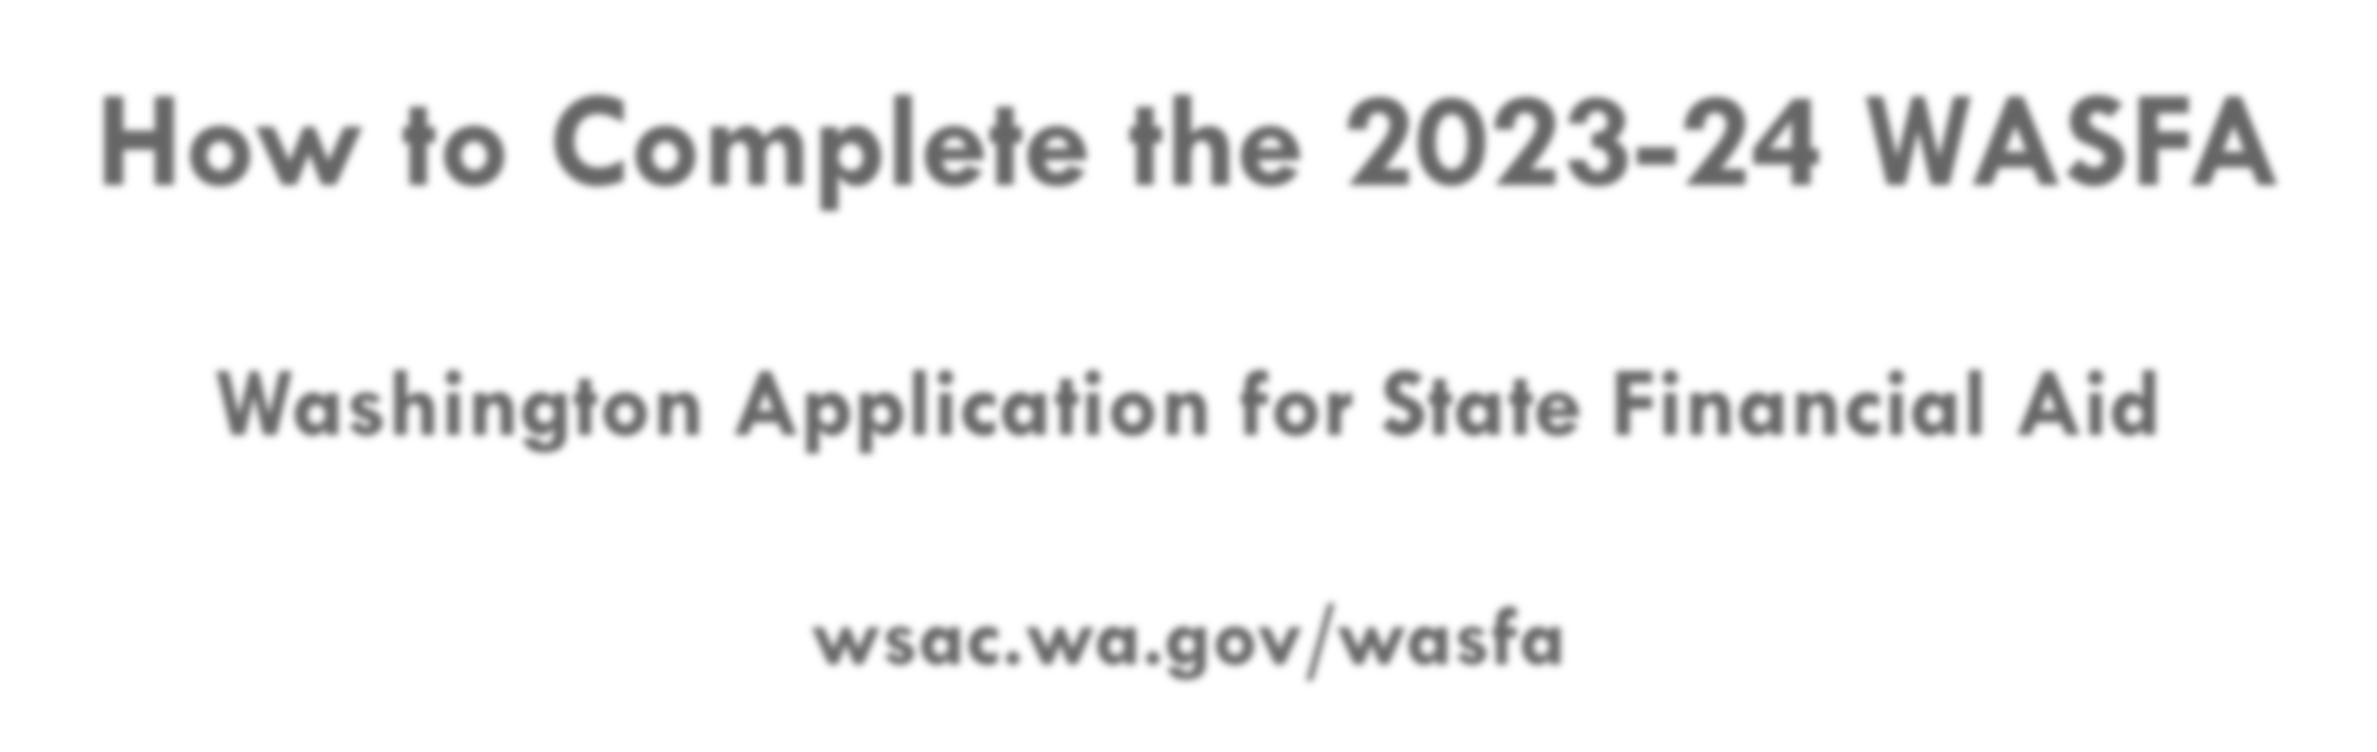 How to Complete the 2023-24 WASFA
Washington Application for State Financial Aid
wsac.wa.gov/wasfa